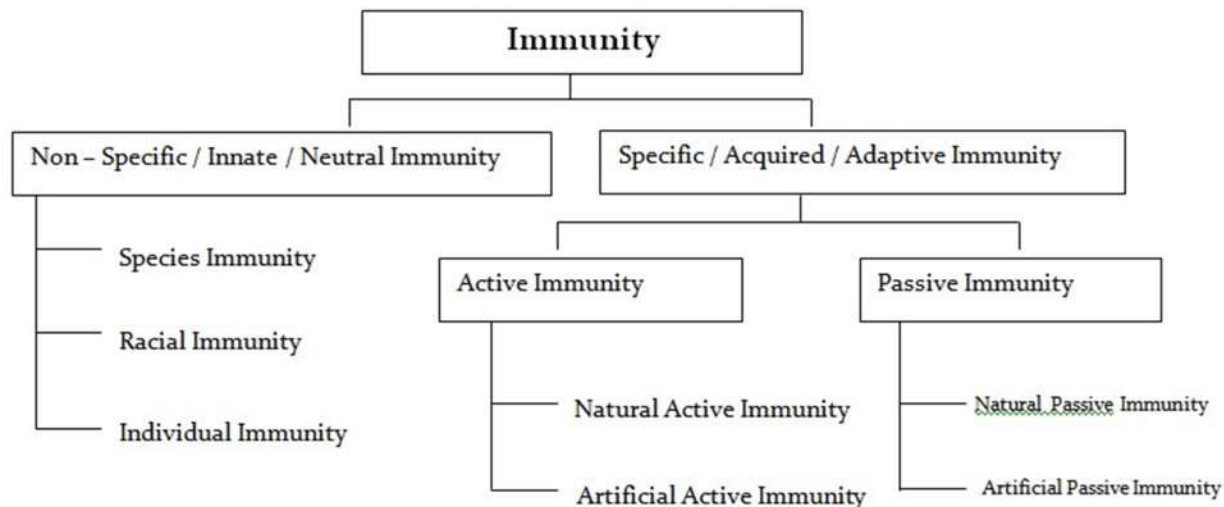 Immunity
Non – Specific / Innate / Neutral Immunity
Specific / Acquired / Adaptive Immunity
Species Immunity
Racial Immunity
Individual Immunity
Active Immunity
Passive Immunity
Natural Active Immunity
Artificial Active Immunity
Natural Passive Immunity
Artificial Passive Immunity